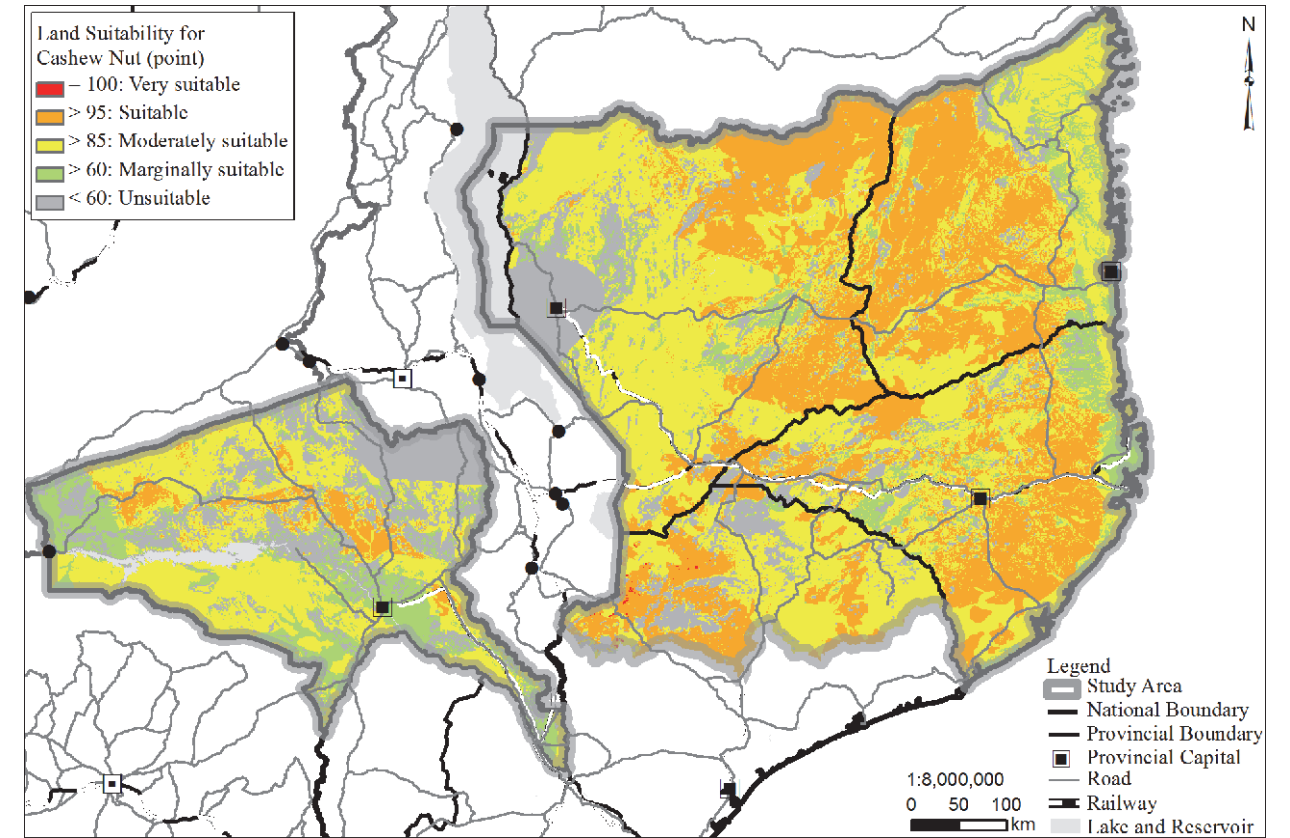 Land Suitability for
Cashew Nut (point)
– 100: Very suitable
> 95: Suitable
> 85: Moderately suitable
> 60: Marginally suitable
< 60: Unsuitable
N
Legend
Study Area
National Boundary
Provincial Boundary
Provincial Capital
Road
Railway
Lake and Reservoir
1:8,000,000
0 50 100
km